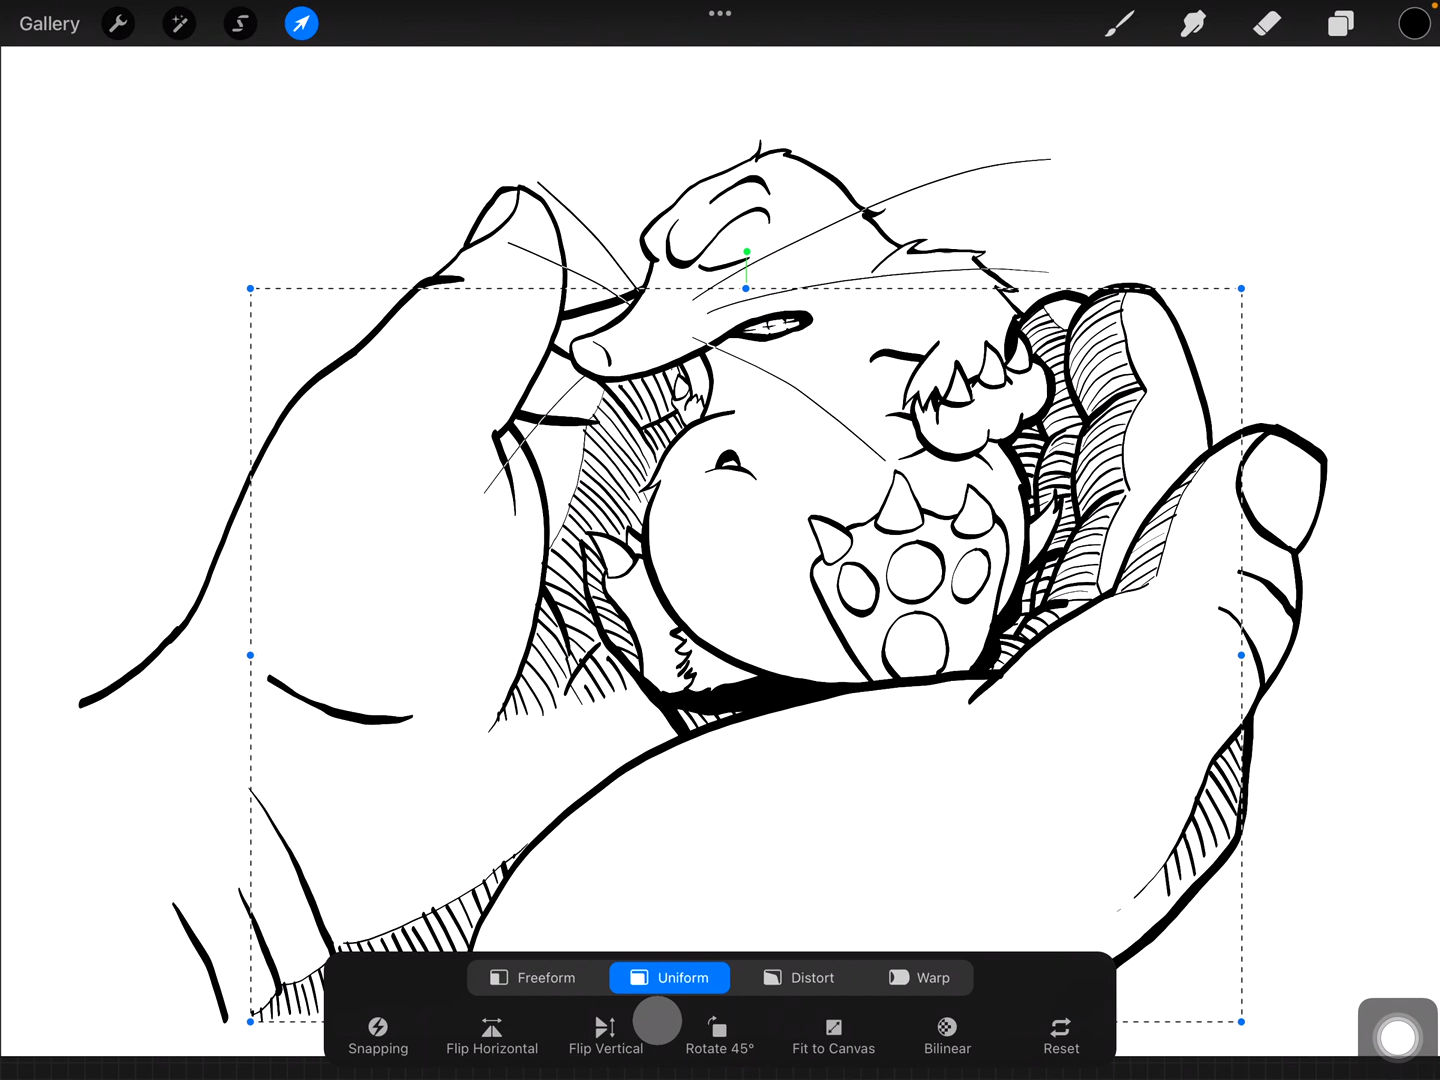 Gallery
Freeform
Uniform
Distort
Warp
Snapping
Flip Horizontal
Flip Vertical
Rotate 45°
Fit to Canvas
Bilinear
Reset